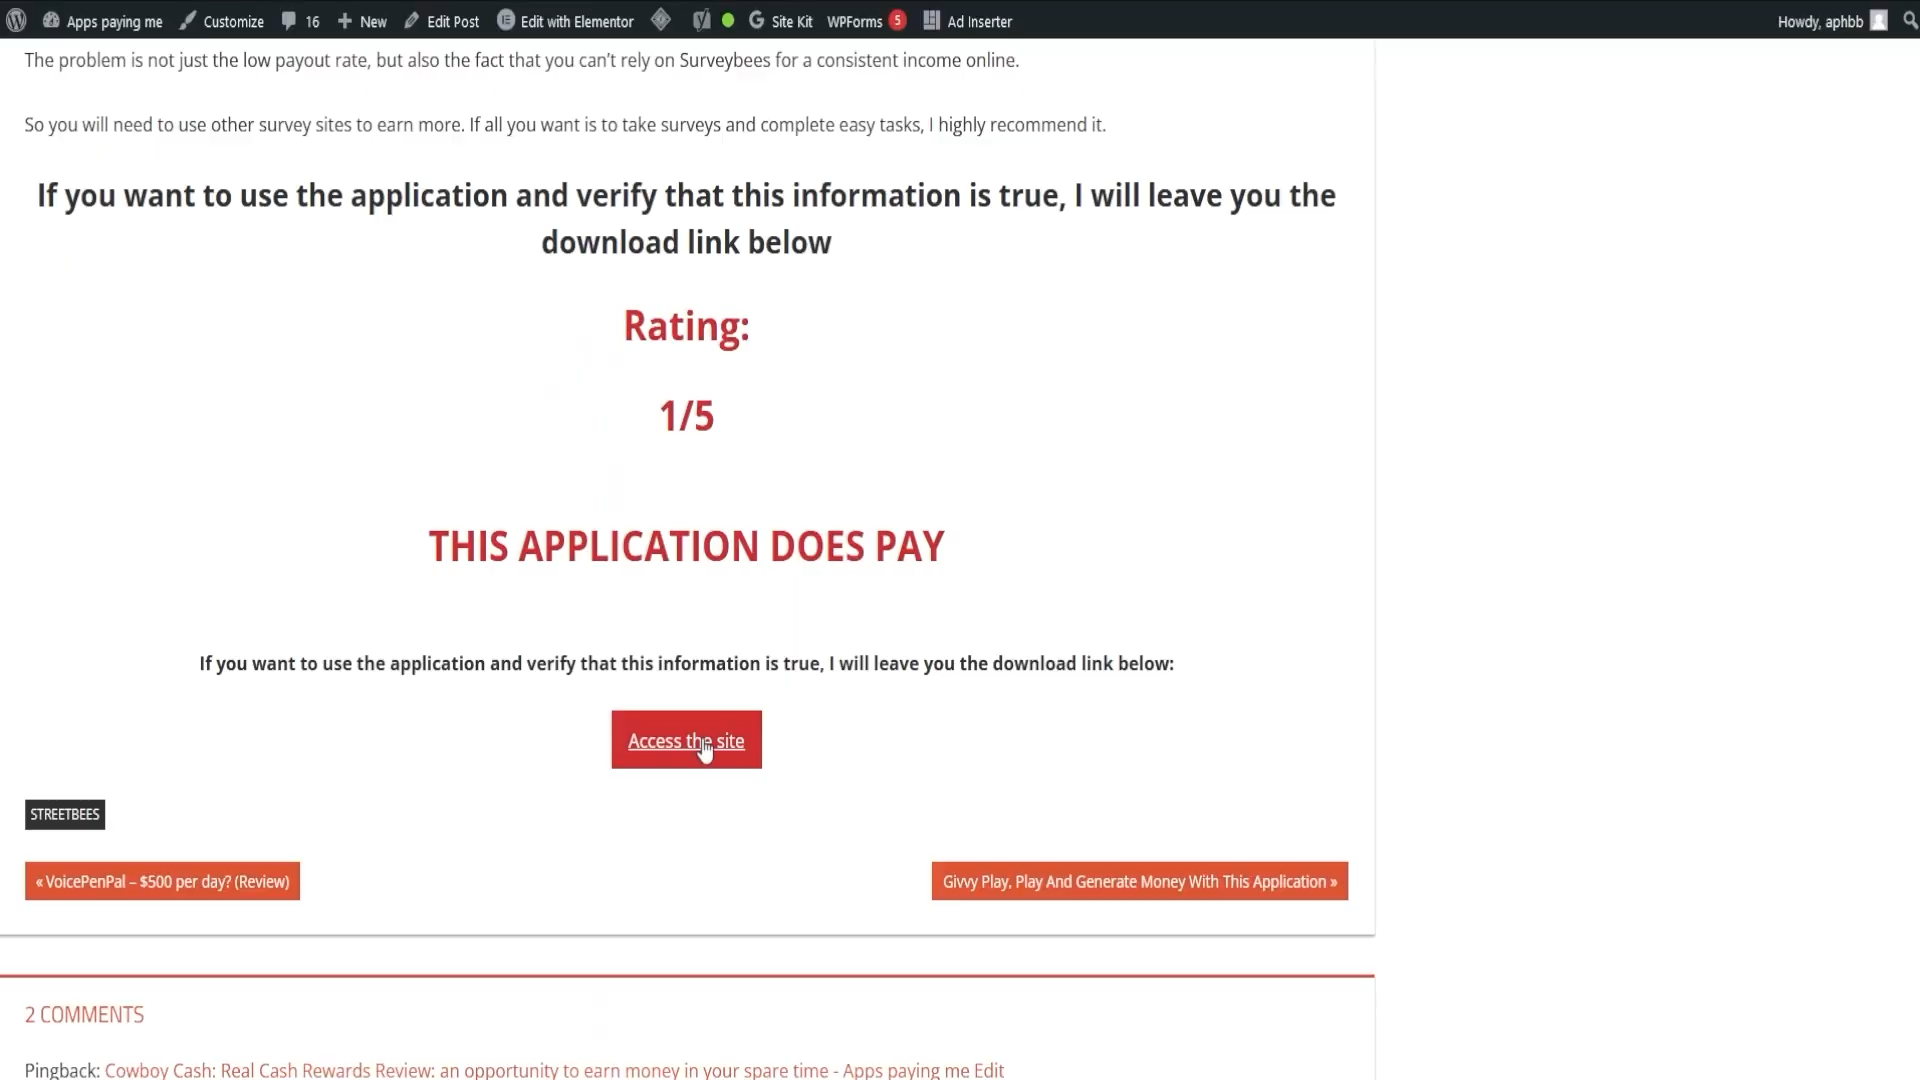 Apps paying me Customize 16 New Edit Post Edit with Elementor Site Kit WPForms 5 Ad Inserter Howdy, aphbb
The problem is not just the low payout rate, but also the fact that you can’t rely on Surveybees for a consistent income online.
So you will need to use other survey sites to earn more. If all you want is to take surveys and complete easy tasks, I highly recommend it.
If you want to use the application and verify that this information is true, I will leave you the
download link below
Rating:
1/5
THIS APPLICATION DOES PAY
If you want to use the application and verify that this information is true, I will leave you the download link below:
Access the site
STREETBEES
« VoicePenPal – $500 per day? (Review)
Givvy Play, Play And Generate Money With This Application »
2 COMMENTS
Pingback: Cowboy Cash: Real Cash Rewards Review: an opportunity to earn money in your spare time - Apps paying me Edit